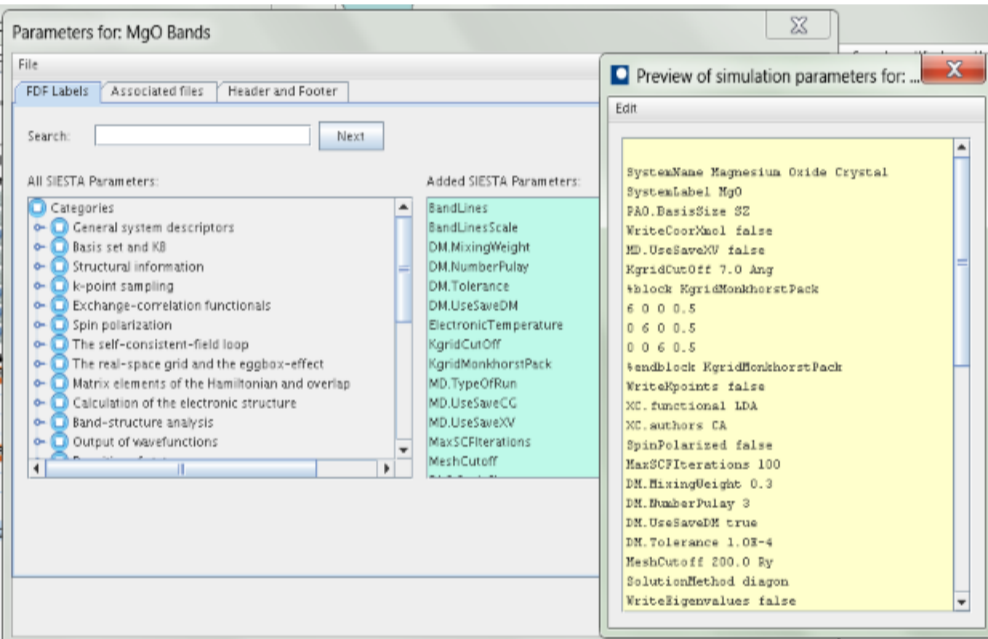 Parameters for: MgO Bands
File
FDF Labels
Associated files
Header and Footer
Search:
Next
All SIESTA Parameters:
Categories
General system descriptors
Basis set and KB
Structural information
k-point sampling
Exchange-correlation functionals
Spin polarization
The self-consistent-field loop
The real-space grid and the eggbox-effect
Matrix elements of the Hamiltonian and overlap
Calculation of the electronic structure
Band-structure analysis
Output of wavefunctions
Added SIESTA Parameters:
BandLines
BandLinesScale
DM.MixingWeight
DM.NumberPulay
DM.Tolerance
DM.UseSaveDM
ElectronicTemperature
KgridCutOff
KgridMonkhorstPack
MD.TypeOfRun
MD.UseSaveCG
MD.UseSaveXV
MaxSCFIterations
MeshCutoff
Preview of simulation parameters for: ...
Edit
SystemName Magnesium Oxide Crystal
SystemLabel MgO
PAO.BasisSize SZ
WriteCoorXmol false
MD.UseSaveXV false
KgridCutOff 7.0 Ang
%block KgridMonkhorstPack
6 0 0 0.5
0 6 0 0.5
0 0 6 0.5
%endblock KgridMonkhorstPack
WriteKpoints false
XC.functional LDA
XC.authors CA
SpinPolarized false
MaxSCFIterations 100
DM.MixingWeight 0.3
DM.NumberPulay 3
DM.UseSaveDM true
DM.Tolerance 1.0E-4
MeshCutoff 200.0 Ry
SolutionMethod diagon
WriteEigenvalues false